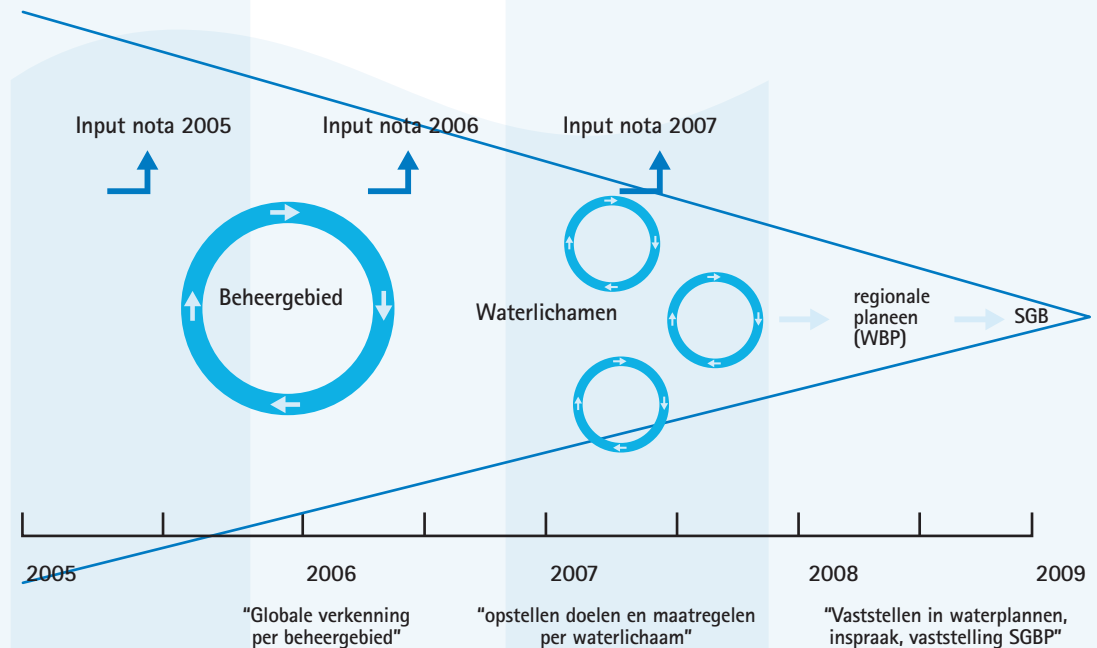 Input nota 2005
Input nota 2006
Input nota 2007
Beheergebied
Waterlichamen
regionale
planeen
(WBP)
SGB
2005
2006
2007
2008
2009
"Globale verkenning
per beheergebied"
"opstellen doelen en maatregelen
per waterlichaam"
"Vaststellen in waterplannen,
inspraak, vaststelling SGBP"